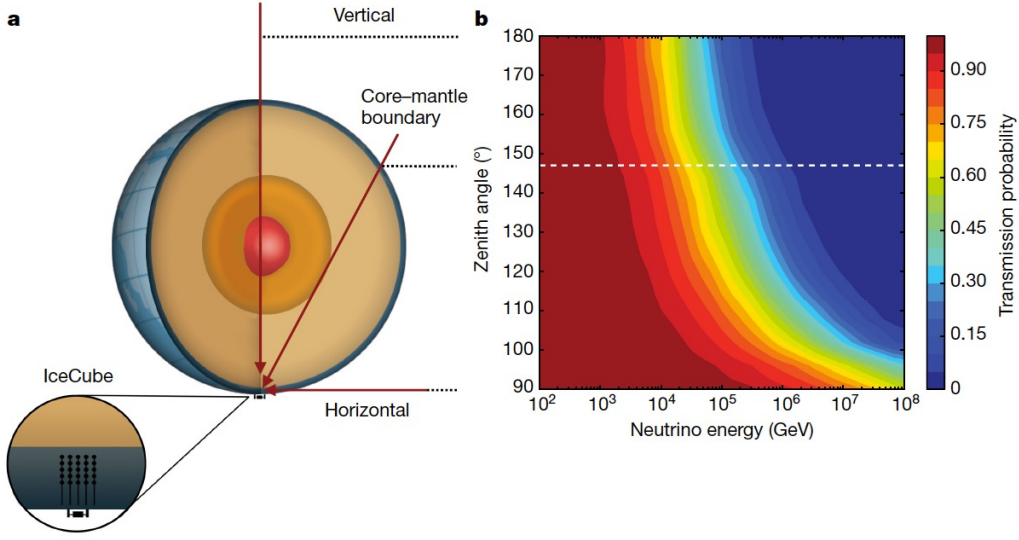 a
Vertical
Core–mantle
boundary
IceCube
Horizontal
b
180
170
160
150
140
130
120
110
100
90
Zenith angle (°)
10² 10³ 10⁴ 10⁵ 10⁶ 10⁷ 10⁸
Neutrino energy (GeV)
0.90
0.75
0.60
0.45
0.30
0.15
0
Transmission probability